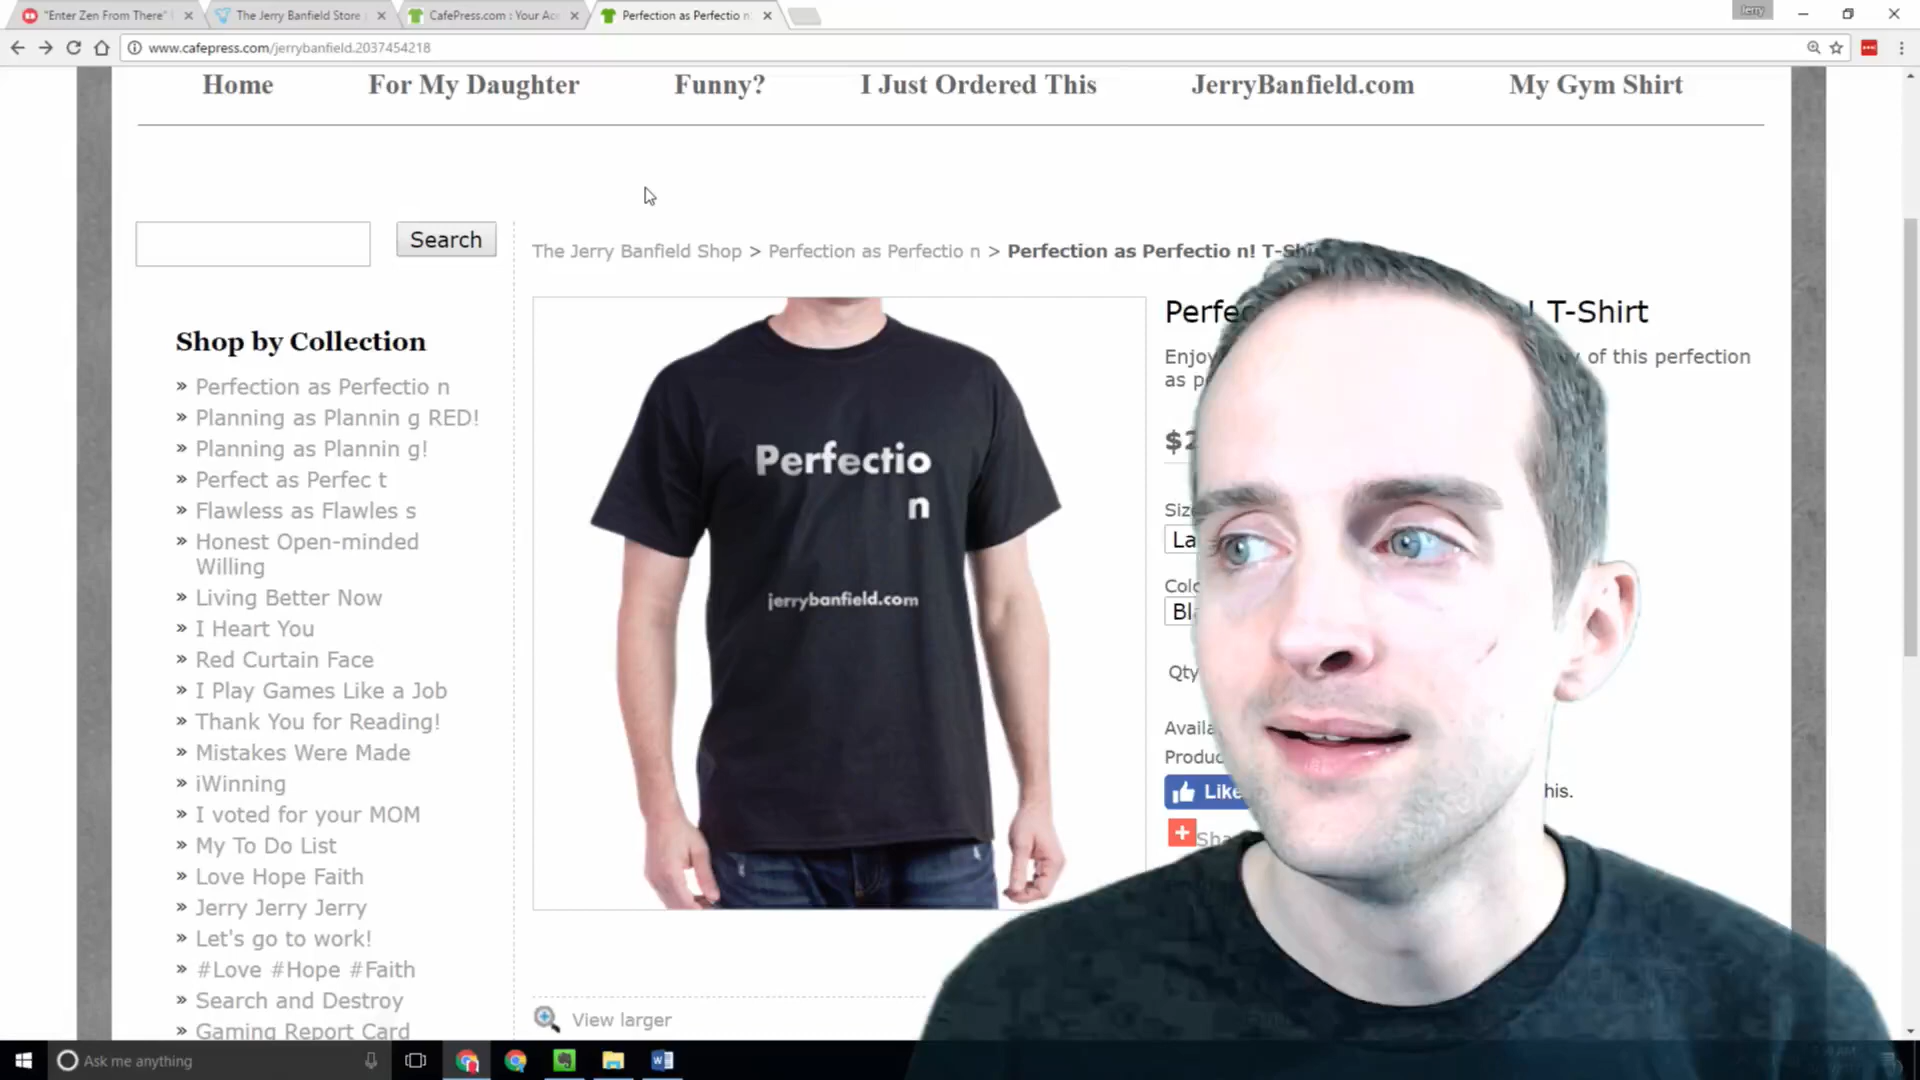 "Enter Zen From There"
The Jerry Banfield Store
CafePress.com : Your Acc
Perfection as Perfectio n
Jerry
www.cafepress.com/jerrybanfield.2037454218
Home
For My Daughter
Funny?
I Just Ordered This
JerryBanfield.com
My Gym Shirt
Search
The Jerry Banfield Shop > Perfection as Perfectio n > Perfection as Perfectio n! T-Shirt
Shop by Collection
» Perfection as Perfectio n
» Planning as Plannin g RED!
» Planning as Plannin g!
» Perfect as Perfec t
» Flawless as Flawles s
» Honest Open-minded
Willing
» Living Better Now
» I Heart You
» Red Curtain Face
» I Play Games Like a Job
» Thank You for Reading!
» Mistakes Were Made
» iWinning
» I voted for your MOM
» My To Do List
» Love Hope Faith
» Jerry Jerry Jerry
» Let's go to work!
» #Love #Hope #Faith
» Search and Destroy
Gaming Report Card
Perfectio
n
jerrybanfield.com
View larger
! T-Shirt
Enjoy
y of this perfection
as
Qty
Like
this.
Ask me anything